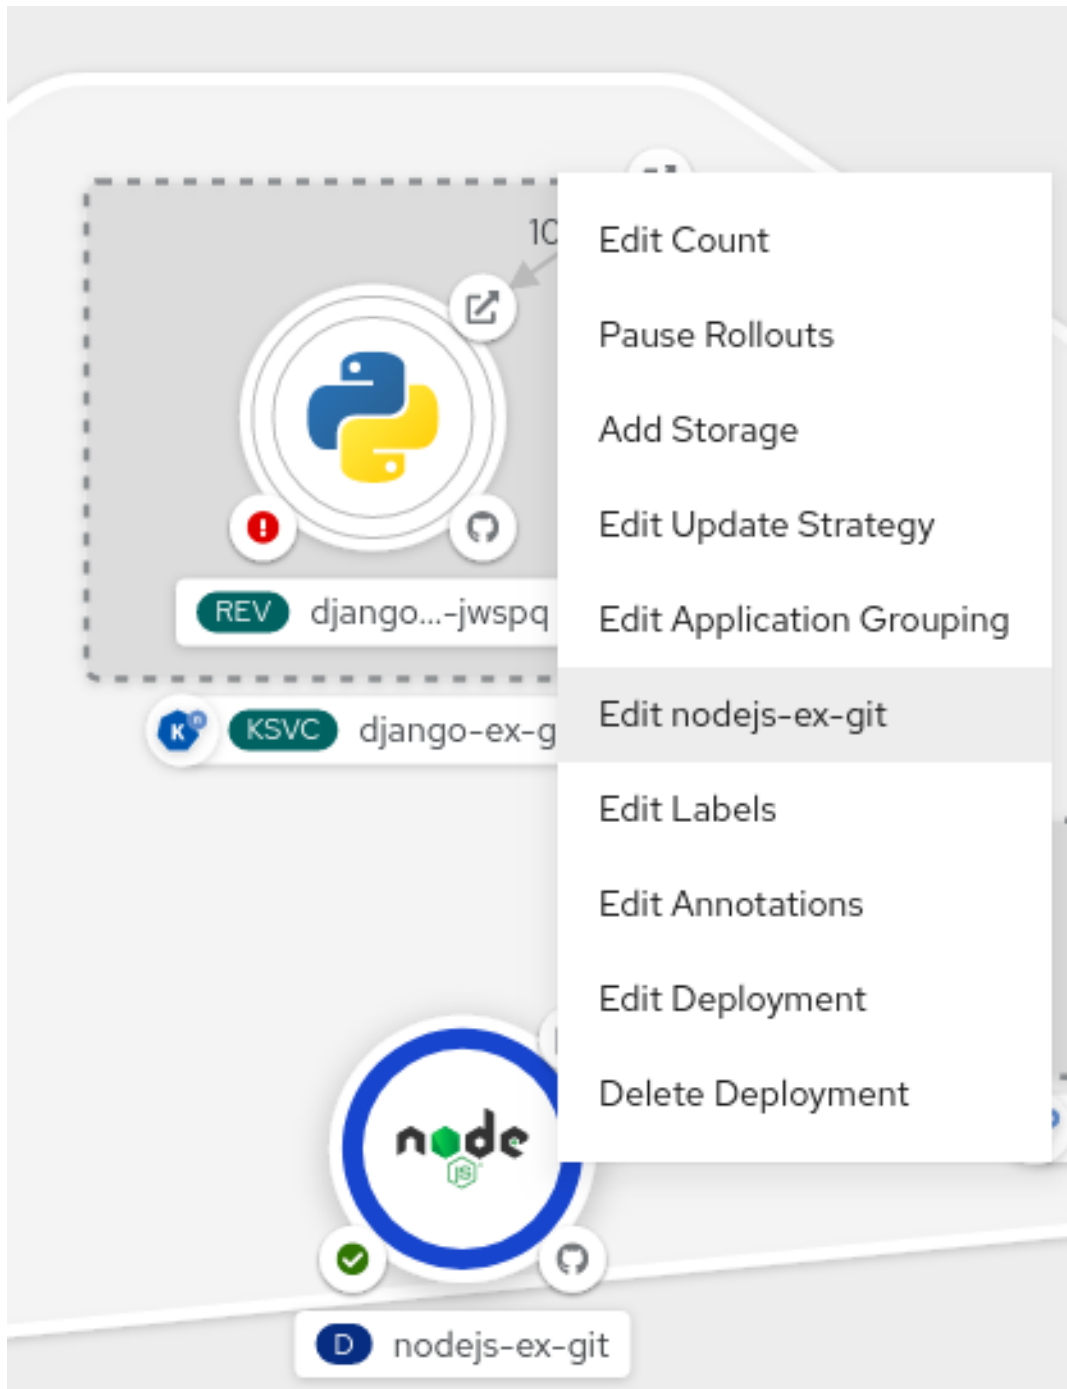 10
Edit Count
Pause Rollouts
Add Storage
Edit Update Strategy
REV django...-jwspq
Edit Application Grouping
KSVC django-ex-g
Edit nodejs-ex-git
Edit Labels
Edit Annotations
Edit Deployment
Delete Deployment
node
JS
D nodejs-ex-git